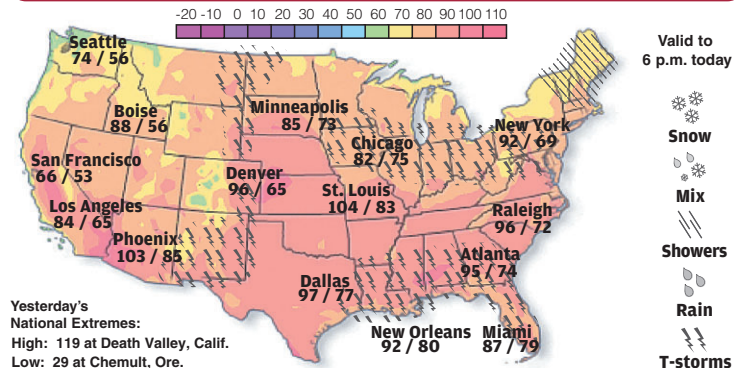 -20 -10 0 10 20 30 40 50 60 70 80 90 100 110
Seattle
74 / 56
Boise
88 / 56
Minneapolis
85 / 73
Chicago
82 / 75
New York
92 / 69
San Francisco
66 / 53
Denver
96 / 65
St. Louis
104 / 83
Los Angeles
84 / 65
Phoenix
103 / 85
Raleigh
96 / 72
Atlanta
95 / 74
Dallas
97 / 77
New Orleans
92 / 80
Miami
87 / 79
Yesterday's
National Extremes:
High: 119 at Death Valley, Calif.
Low: 29 at Chemult, Ore.
Valid to
6 p.m. today
Snow
Mix
Showers
Rain
T-storms